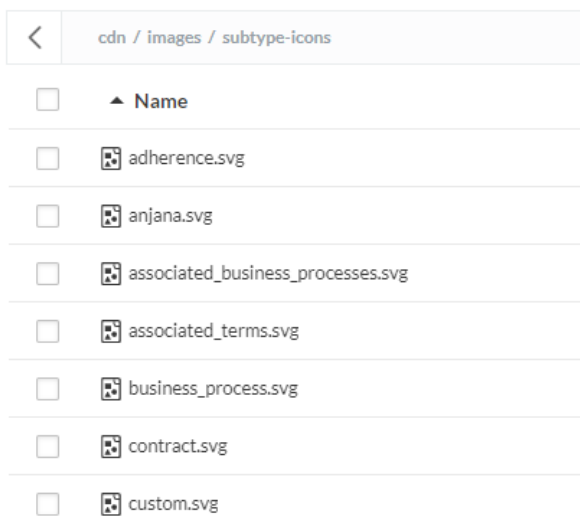 cdn / images / subtype-icons
Name
adherence.svg
anjana.svg
associated_business_processes.svg
associated_terms.svg
business_process.svg
contract.svg
custom.svg